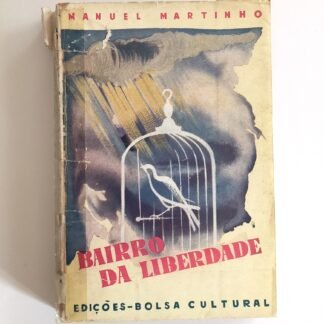 MANUEL MARTINHO
BAIRRO
DA LIBERDADE
EDIÇÕES-BOLSA CULTURAL